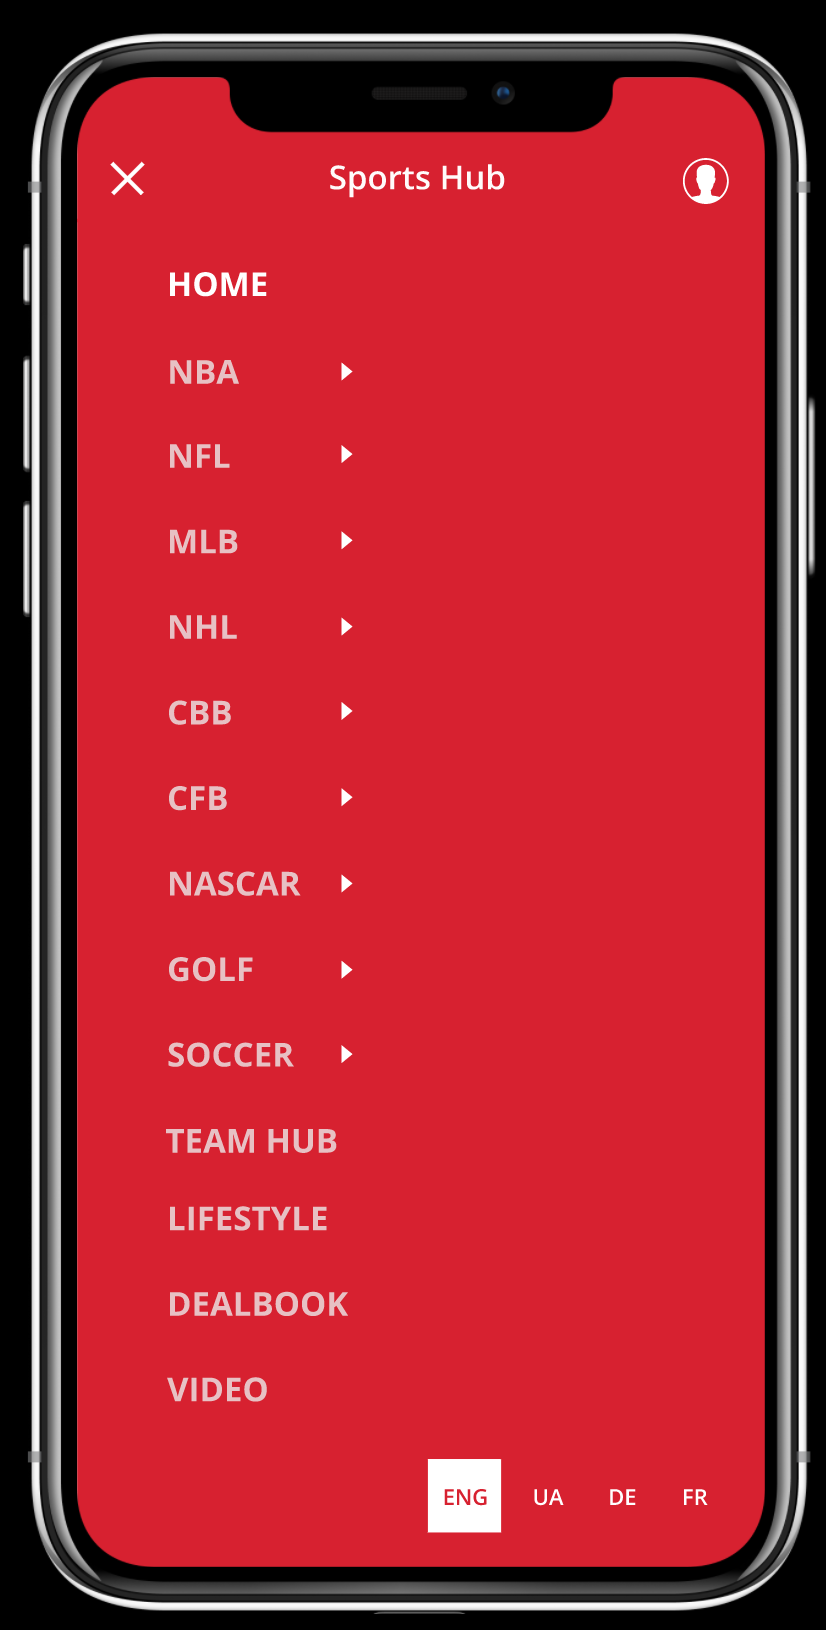 Sports Hub
HOME
NBA
NFL
MLB
NHL
CBB
CFB
NASCAR
GOLF
SOCCER
TEAM HUB
LIFESTYLE
DEALBOOK
VIDEO
ENG UA DE FR